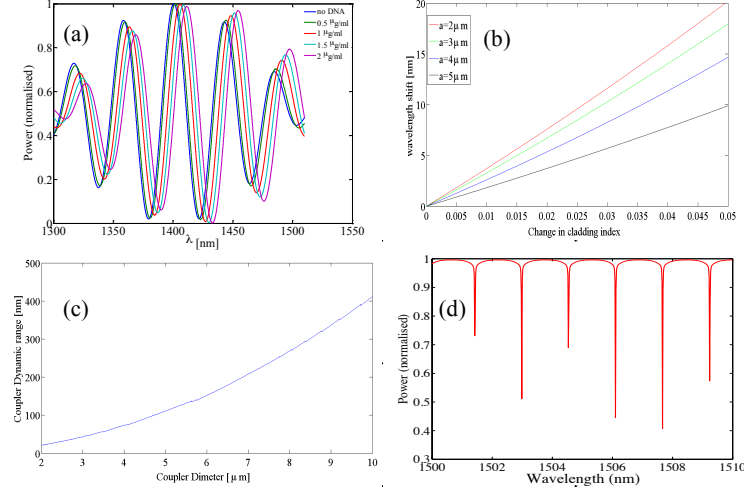 (a)
no DNA
0.5 µg/ml
1 µg/ml
1.5 µg/ml
2 µg/ml
Power (normalised)
1
0.8
0.6
0.4
0.2
0
1300 1350 1400 1450 1500 1550
λ [nm]
(b)
a=2µ m
a=3µ m
a=4µ m
a=5µ m
wavelength shift [nm]
20
15
10
5
0
0 0.005 0.01 0.015 0.02 0.025 0.03 0.035 0.04 0.045 0.05
Change in cladding index
(c)
Coupler Dynamic range [nm]
500
400
300
200
100
0
2 3 4 5 6 7 8 9 10
Coupler Dimeter [µ m]
(d)
Power (normalised)
1
0.9
0.8
0.7
0.6
0.5
0.4
0.3
1500 1502 1504 1506 1508 1510
Wavelength (nm)